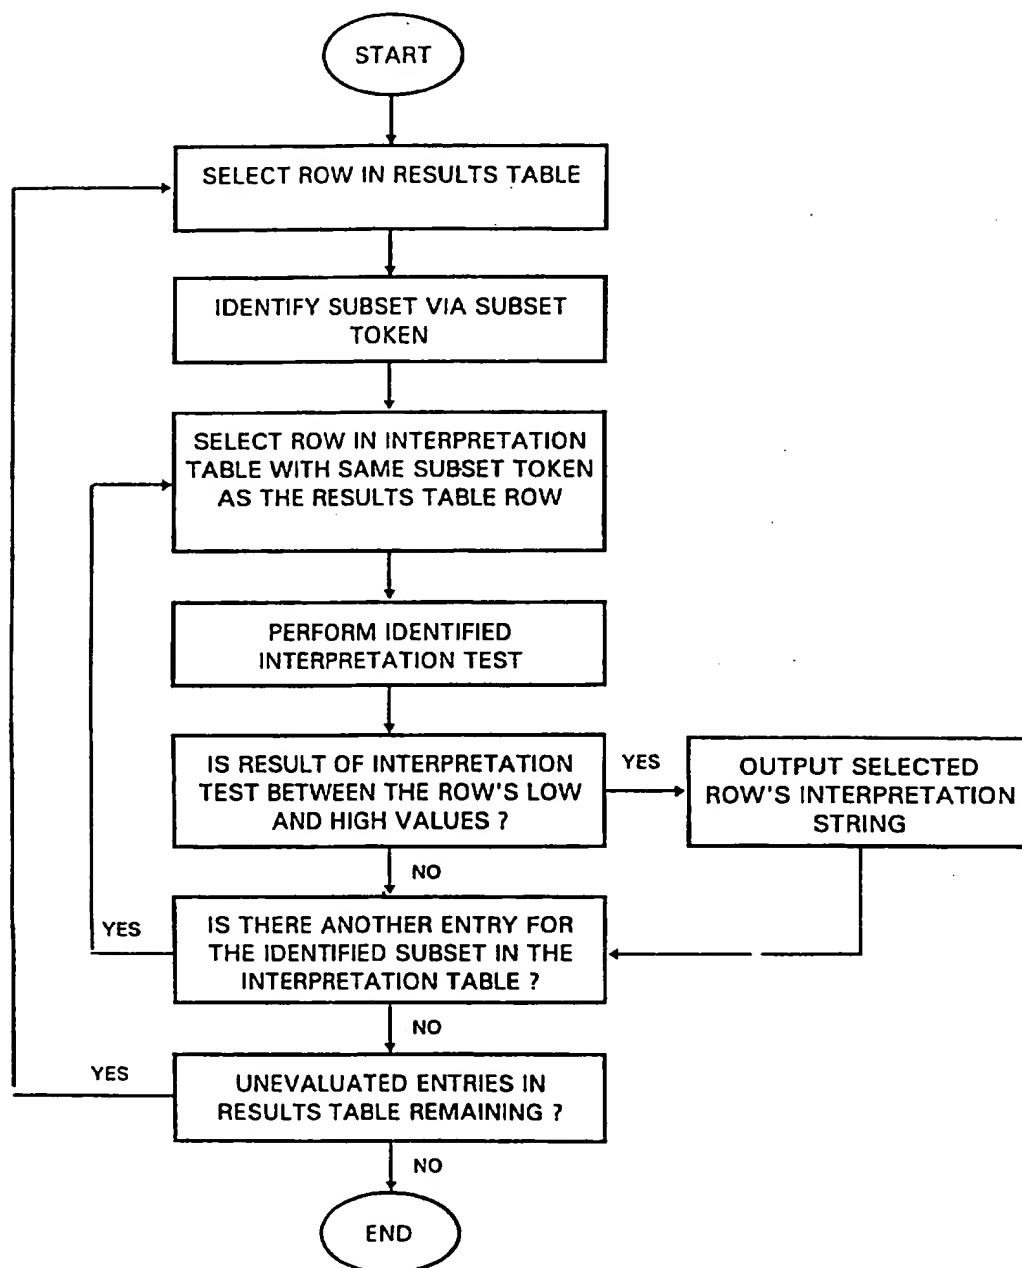 START
SELECT ROW IN RESULTS TABLE
IDENTIFY SUBSET VIA SUBSET
TOKEN
SELECT ROW IN INTERPRETATION
TABLE WITH SAME SUBSET TOKEN
AS THE RESULTS TABLE ROW
PERFORM IDENTIFIED
INTERPRETATION TEST
IS RESULT OF INTERPRETATION
TEST BETWEEN THE ROW'S LOW
AND HIGH VALUES ?
YES
OUTPUT SELECTED
ROW'S INTERPRETATION
STRING
NO
YES
IS THERE ANOTHER ENTRY FOR
THE IDENTIFIED SUBSET IN THE
INTERPRETATION TABLE ?
NO
YES
UNEVALUATED ENTRIES IN
RESULTS TABLE REMAINING ?
NO
END